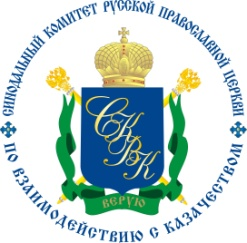 СИНОДАЛЬНЫЙ КОМИТЕТ РУССКОЙ ПРАВОСЛАВНОЙ ЦЕРКВИ
СКВК
ВЕРУЮ
ПО ВЗАИМОДЕЙСТВИЮ С КАЗАЧЕСТВОМ